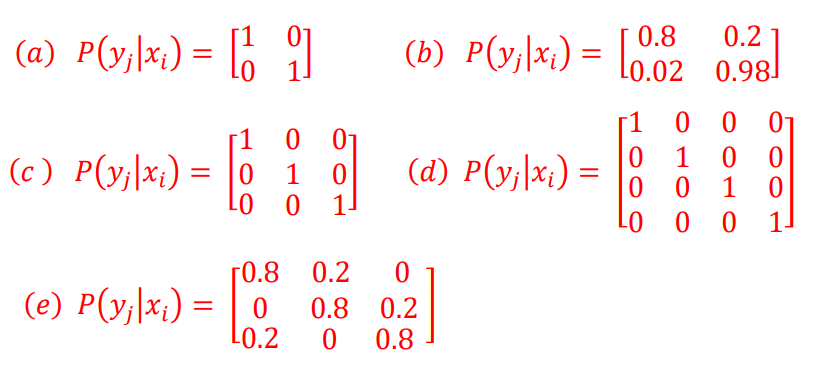 (a) P(y_j|x_i) = [1 0; 0 1] (b) P(y_j|x_i) = [0.8 0.2; 0.02 0.98]
(c) P(y_j|x_i) = [1 0 0; 0 1 0; 0 0 1] (d) P(y_j|x_i) = [1 0 0 0; 0 1 0 0; 0 0 1 0; 0 0 0 1]
(e) P(y_j|x_i) = [0.8 0.2 0; 0 0.8 0.2; 0.2 0 0.8]